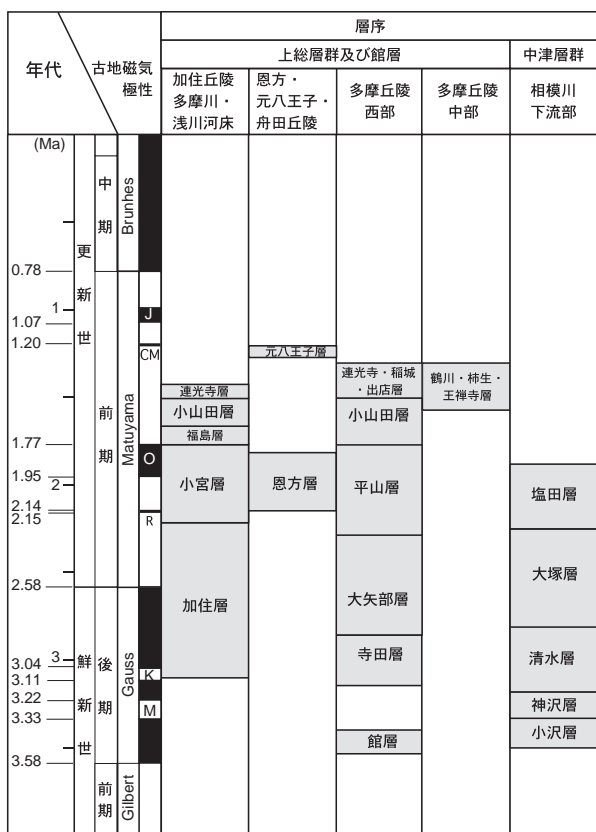 層序
上総層群及び館層
中津層群
年代
古地磁気
極性
加住丘陵
多摩川・
浅川河床
恩方・
元八王子・
舟田丘陵
多摩丘陵
西部
多摩丘陵
中部
相模川
下流部
(Ma)
0.78
1
1.07
1.20
1.77
1.95
2
2.14
2.15
2.58
3
3.04
3.11
3.22
3.33
3.58
更新世
鮮新世
中期
前期
後期
前期
Brunhes
Matuyama
Gauss
Gilbert
J
CM
O
R
K
M
連光寺層
小山田層
福島層
小宮層
加住層
元八王子層
恩方層
連光寺・稲城
・出店層
小山田層
平山層
大矢部層
寺田層
館層
鶴川・柿生・
王禅寺層
塩田層
大塚層
清水層
神沢層
小沢層